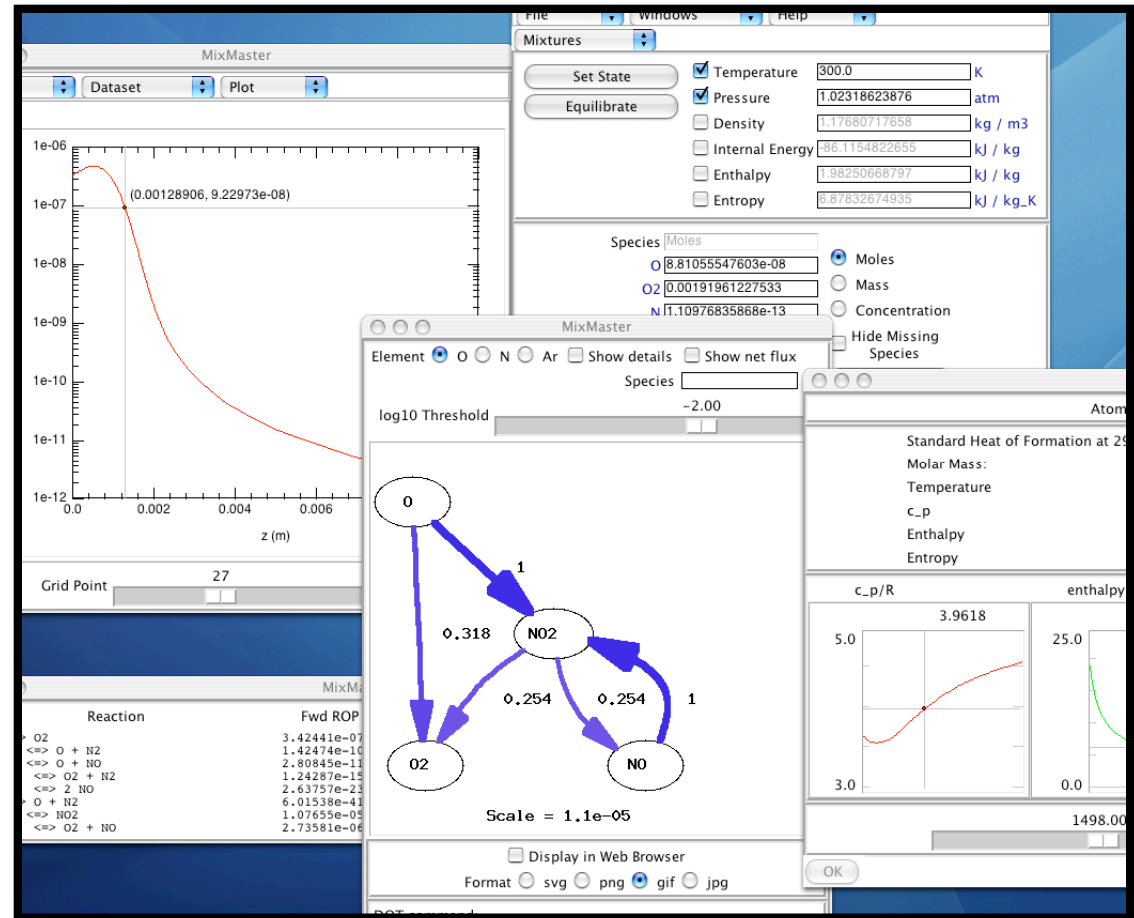 File Windows Help
Mixtures
Set State
Equilibrate
Temperature 300.0 K
Pressure 1.02318623876 atm
Density 1.17680717658 kg / m3
Internal Energy -86.1154822655 kJ / kg
Enthalpy 1.98250668797 kJ / kg
Entropy 6.87832674935 kJ / kg_K
Species Moles
O 8.81055547603e-08
O2 0.00191961227533
N 1.10976835868e-13
Moles
Mass
Concentration
Hide Missing
Species
MixMaster
Dataset Plot
1e-06
(0.00128906, 9.22973e-08)
1e-07
1e-08
1e-09
1e-10
1e-11
1e-12
0.0 0.002 0.004 0.006
z (m)
Grid Point 27
MixMaster
Element O N Ar Show details Show net flux
Species
log10 Threshold -2.00
O
1
0.318 NO2
0.254 0.254 1
O2 NO
Scale = 1.1e-05
Display in Web Browser
Format svg png gif jpg
DOT command:
MixMa
Reaction Fwd ROP
> O2 3.42441e-07
<=> O + N2 1.42474e-10
<=> O + NO 2.80845e-11
<=> O2 + N2 1.24287e-15
<=> 2 NO 2.63757e-23
> O + N2 6.01538e-41
<=> NO2 1.07655e-05
<=> O2 + NO 2.73581e-06
Atom
Standard Heat of Formation at 29
Molar Mass:
Temperature
c_p
Enthalpy
Entropy
c_p/R enthalpy
3.9618
5.0 25.0
3.0 0.0
1498.00
OK